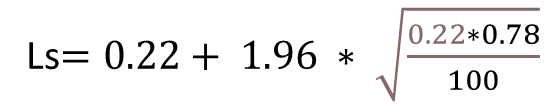 Ls= 0.22 + 1.96 * √(0.22*0.78 / 100)